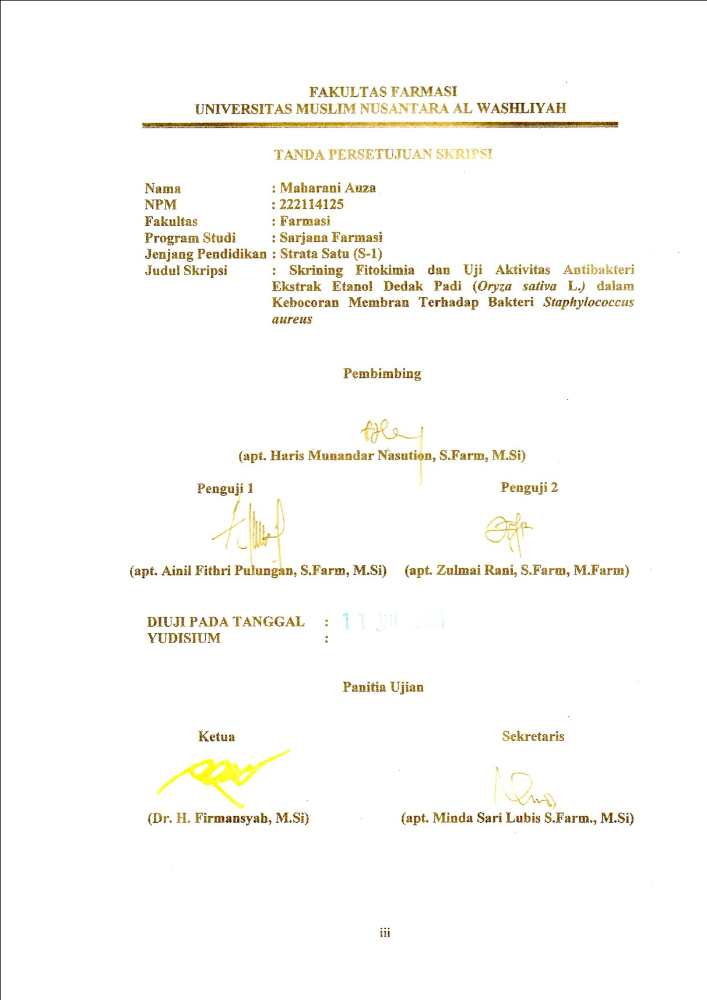 FAKULTAS FARMASI
UNIVERSITAS MUSLIM NUSANTARA AL WASHLIYAH
TANDA PERSETUJUAN SKRIPSI
Nama : Maharani Auza
NPM : 222114125
Fakultas : Farmasi
Program Studi : Sarjana Farmasi
Jenjang Pendidikan : Strata Satu (S-1)
Judul Skripsi : Skrining Fitokimia dan Uji Aktivitas Antibakteri
Ekstrak Etanol Dedak Padi (Oryza sativa L.) dalam
Kebocoran Membran Terhadap Bakteri Staphylococcus
aureus
Pembimbing
(apt. Haris Munandar Nasution, S.Farm, M.Si)
Penguji 1 Penguji 2
(apt. Ainil Fithri Pulungan, S.Farm, M.Si) (apt. Zulmai Rani, S.Farm, M.Farm)
DIUJI PADA TANGGAL : 11 JUL 2024
YUDISIUM :
Panitia Ujian
Ketua Sekretaris
(Dr. H. Firmansyah, M.Si) (apt. Minda Sari Lubis S.Farm., M.Si)
iii